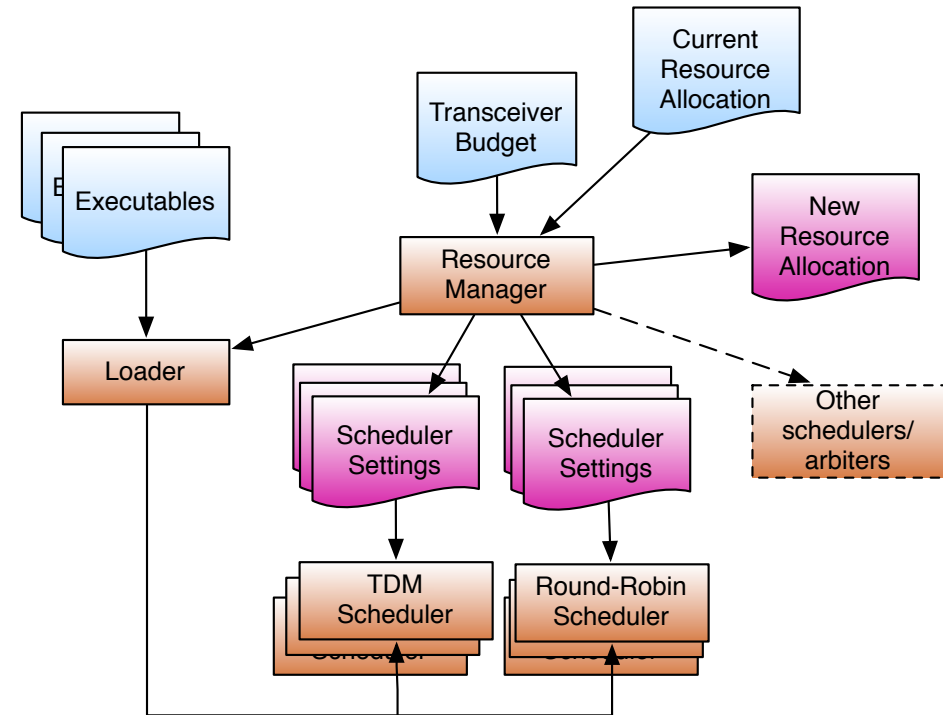 Current
Resource
Allocation
Transceiver
Budget
Executables
New
Resource
Allocation
Resource
Manager
Loader
Other
schedulers/
arbiters
Scheduler
Settings
Scheduler
Settings
TDM
Scheduler
Round-Robin
Scheduler